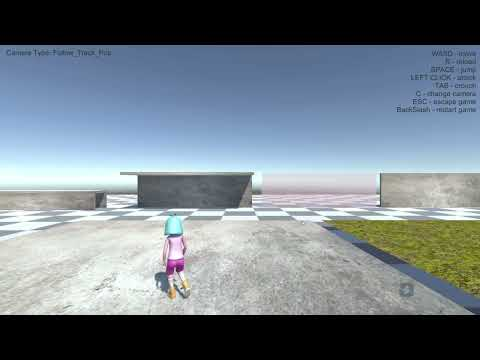 Camera Type: Follow_Track_Pos
WASD - move
R - reload
SPACE - jump
LEFT CLICK - attack
TAB - crouch
C - change camera
ESC - escape game
BackSlash - restart game